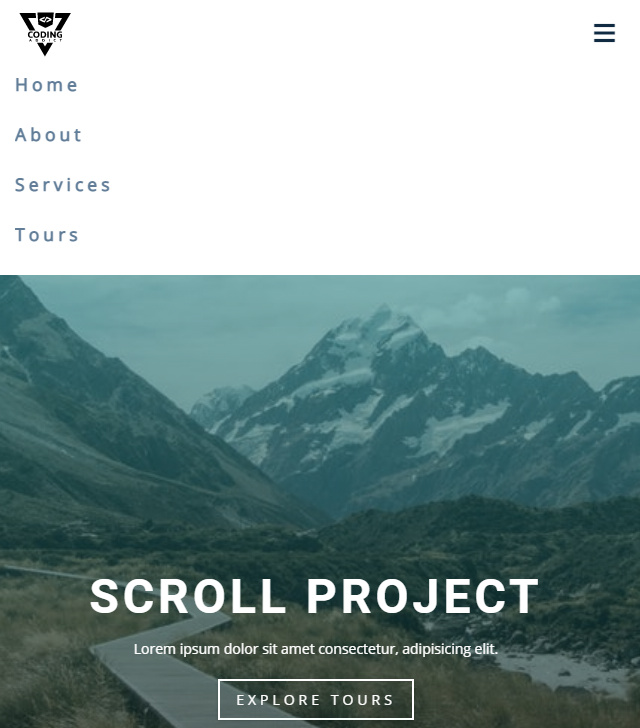 CODING
ADDICT
Home
About
Services
Tours
SCROLL PROJECT
Lorem ipsum dolor sit amet consectetur, adipisicing elit.
EXPLORE TOURS